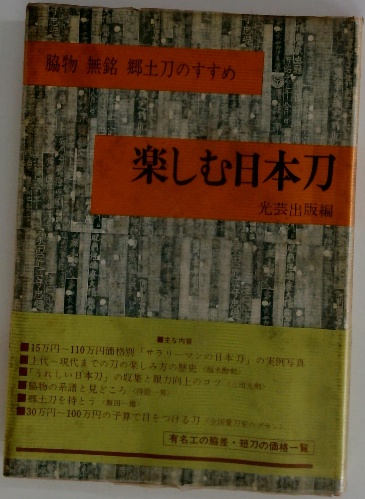 脇物 無銘 郷土刀のすすめ
楽しむ日本刀
光芸出版編
■主な内容
■15万円～110万円価格別「サラリーマンの日本刀」の実例写真
■上代～現代までの刀の楽しみ方の歴史
■「うれしい日本刀」の収集と眼力向上のコツ
■脇物の系譜と見どころ
■郷土刀を持とう
■30万円～100万円の予算で目をつける刀
有名工の脇差・短刀の価格一覧